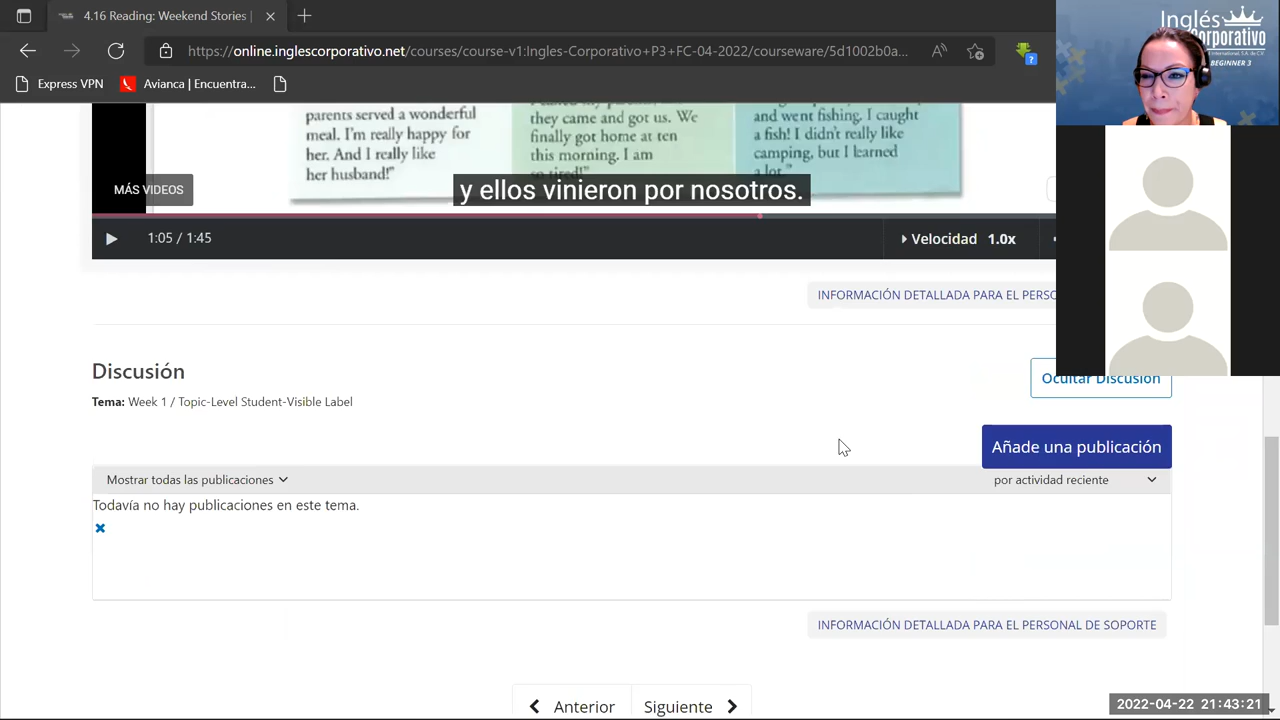 4.16 Reading: Weekend Stories |
https://online.inglescorporativo.net/courses/course-v1:Ingles-Corporativo+P3+FC-04-2022/courseware/5d1002b0a...
Express VPN
Avianca | Encuentra...
Inglés
Corporativo
International, S.A. de C.V.
BEGINNER 3
parents served a wonderful
meal. I'm really happy for
her. And I really like
her husband!"
they came and got us. We
finally got home at ten
this morning. I am
so tired!"
and went fishing. I caught
a fish! I didn't really like
camping, but I learned
a lot."
MÁS VIDEOS
y ellos vinieron por nosotros.
1:05 / 1:45
Velocidad 1.0x
INFORMACIÓN DETALLADA PARA EL PERSO
Discusión
Ocultar Discusión
Tema: Week 1 / Topic-Level Student-Visible Label
Añade una publicación
Mostrar todas las publicaciones
por actividad reciente
Todavía no hay publicaciones en este tema.
INFORMACIÓN DETALLADA PARA EL PERSONAL DE SOPORTE
Anterior
Siguiente
2022-04-22 21:43:21